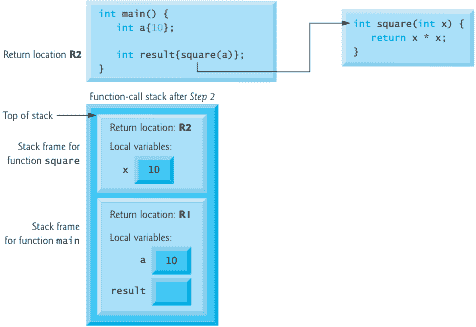 int main() {
int a{10};
Return location R2
int result{square(a)};
}
int square(int x) {
return x * x;
}
Function-call stack after Step 2
Top of stack
Stack frame for
function square
Return location: R2
Local variables:
x 10
Stack frame
for function main
Return location: R1
Local variables:
a 10
result